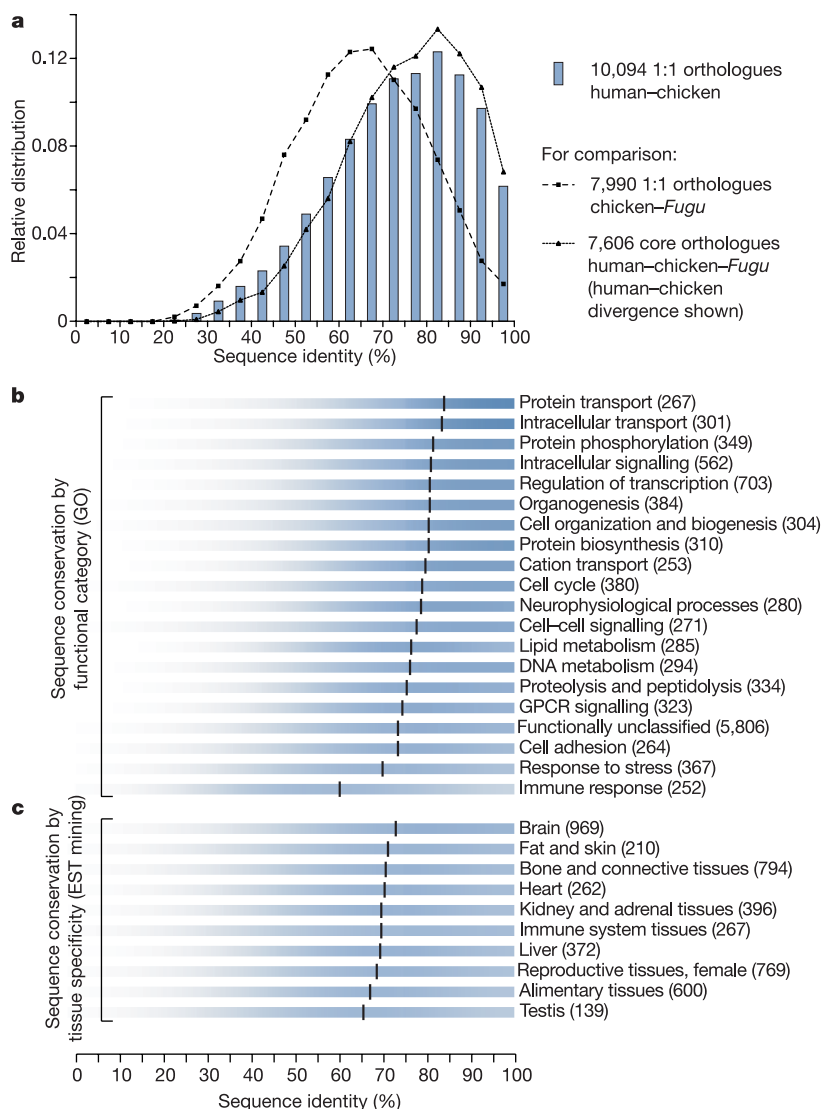 a
0.12
0.08
0.04
0
Relative distribution
0 10 20 30 40 50 60 70 80 90 100
Sequence identity (%)
10,094 1:1 orthologues
human–chicken
For comparison:
7,990 1:1 orthologues
chicken–Fugu
7,606 core orthologues
human–chicken–Fugu
(human–chicken
divergence shown)
b
Sequence conservation by
functional category (GO)
Protein transport (267)
Intracellular transport (301)
Protein phosphorylation (349)
Intracellular signalling (562)
Regulation of transcription (703)
Organogenesis (384)
Cell organization and biogenesis (304)
Protein biosynthesis (310)
Cation transport (253)
Cell cycle (380)
Neurophysiological processes (280)
Cell–cell signalling (271)
Lipid metabolism (285)
DNA metabolism (294)
Proteolysis and peptidolysis (334)
GPCR signalling (323)
Functionally unclassified (5,806)
Cell adhesion (264)
Response to stress (367)
Immune response (252)
c
Sequence conservation by
tissue specificity (EST mining)
Brain (969)
Fat and skin (210)
Bone and connective tissues (794)
Heart (262)
Kidney and adrenal tissues (396)
Immune system tissues (267)
Liver (372)
Reproductive tissues, female (769)
Alimentary tissues (600)
Testis (139)
0 10 20 30 40 50 60 70 80 90 100
Sequence identity (%)